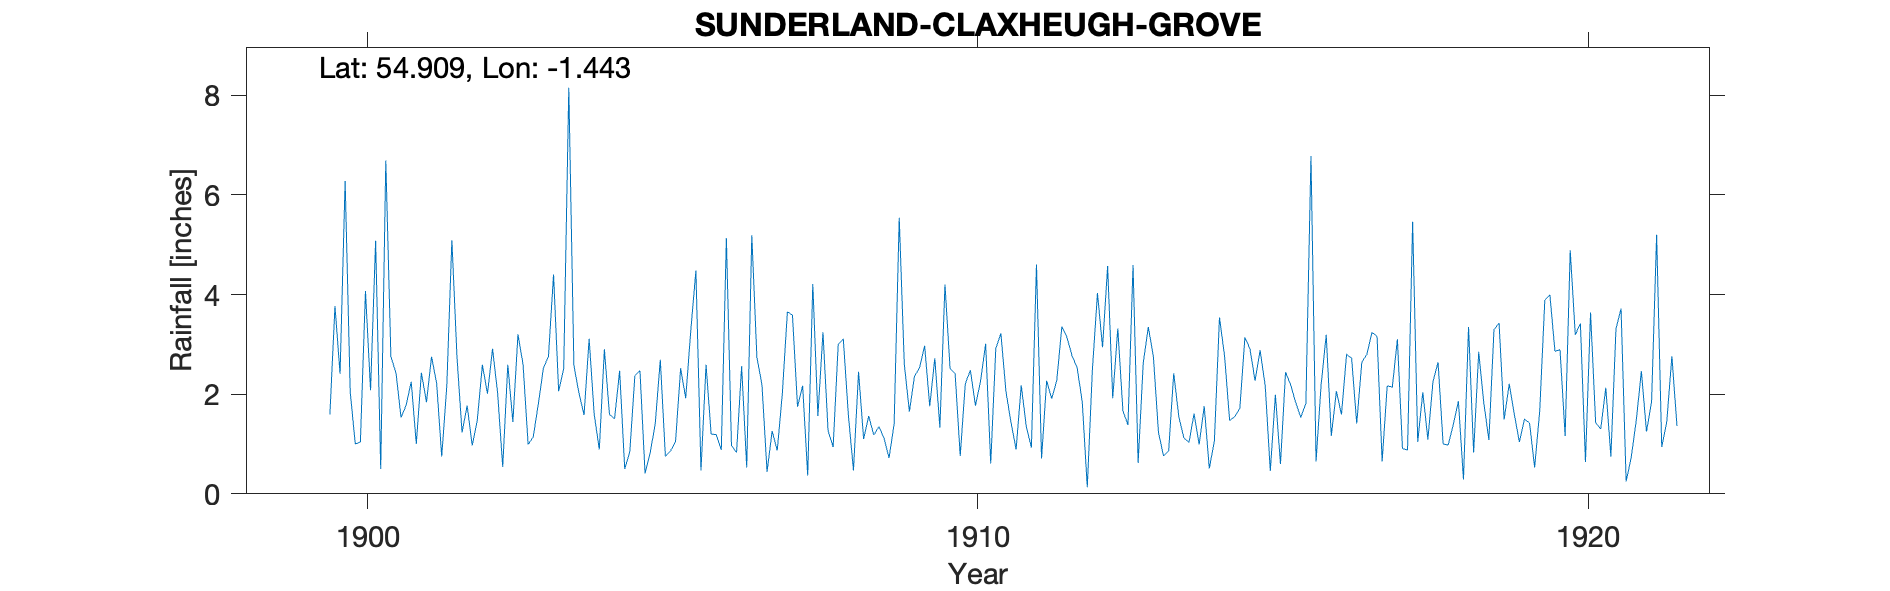 SUNDERLAND-CLAXHEUGH-GROVE
Lat: 54.909, Lon: -1.443
8
6
4
2
0
Rainfall [inches]
1900 1910 1920
Year